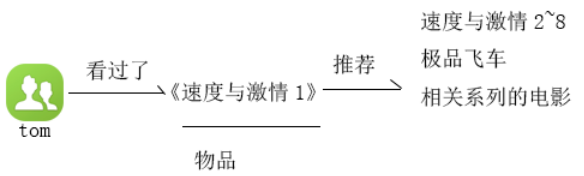 速度与激情 2~8
看过了
推荐
极品飞车
《速度与激情 1》
相关系列的电影
tom
物品